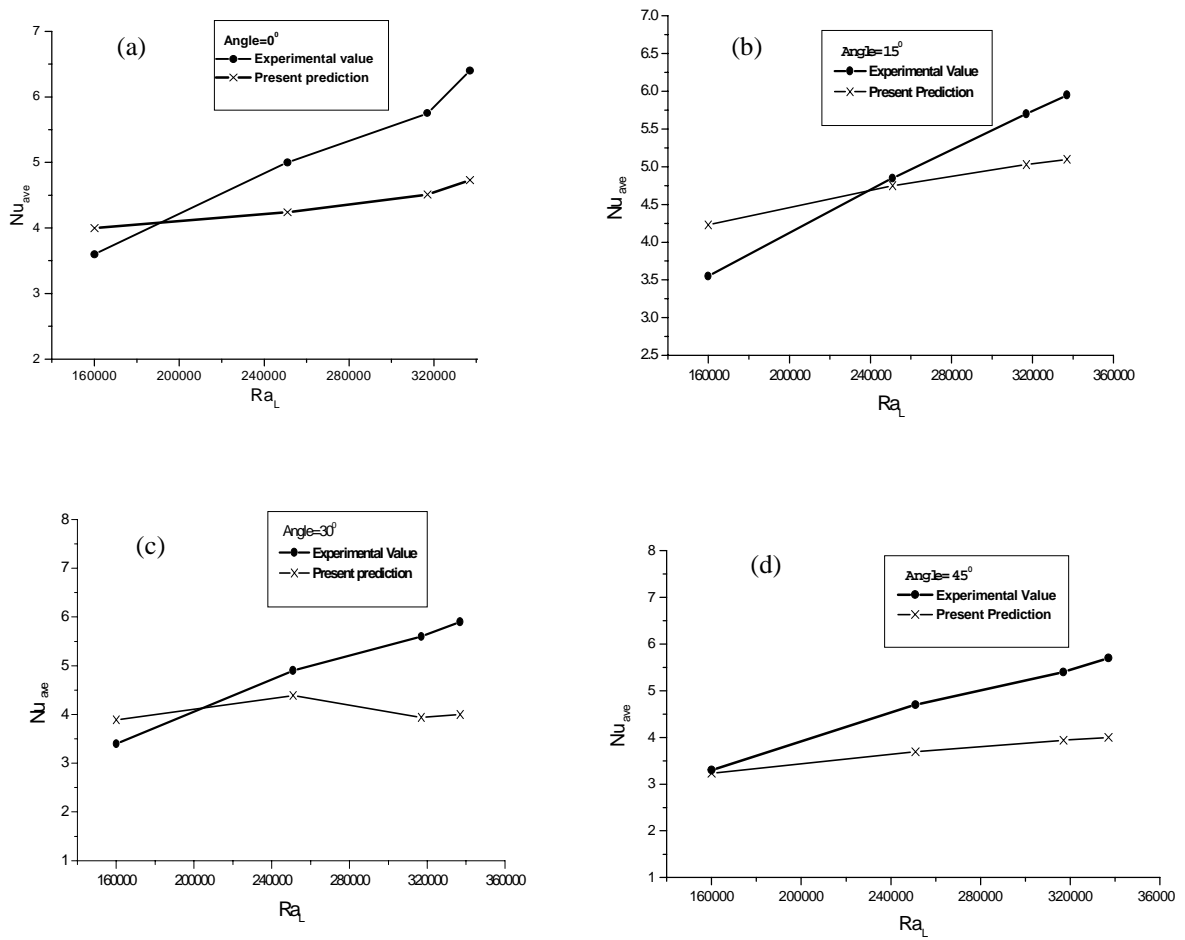 (a)
Angle=0⁰
Experimental value
Present prediction
7
6
5
4
3
2
Nu_ave
160000 200000 240000 280000 320000
Ra_L
(b)
Angle=15⁰
Experimental Value
Present Prediction
7.0
6.5
6.0
5.5
5.0
4.5
4.0
3.5
3.0
2.5
Nu_ave
160000 200000 240000 280000 320000 360000
Ra_L
(c)
Angle=30⁰
Experimental Value
Present prediction
8
7
6
5
4
3
2
1
Nu_ave
160000 200000 240000 280000 320000 360000
Ra_L
(d)
Angle=45⁰
Experimental Value
Present Prediction
8
7
6
5
4
3
2
1
Nu_ave
160000 200000 240000 280000 320000 36000
Ra_L